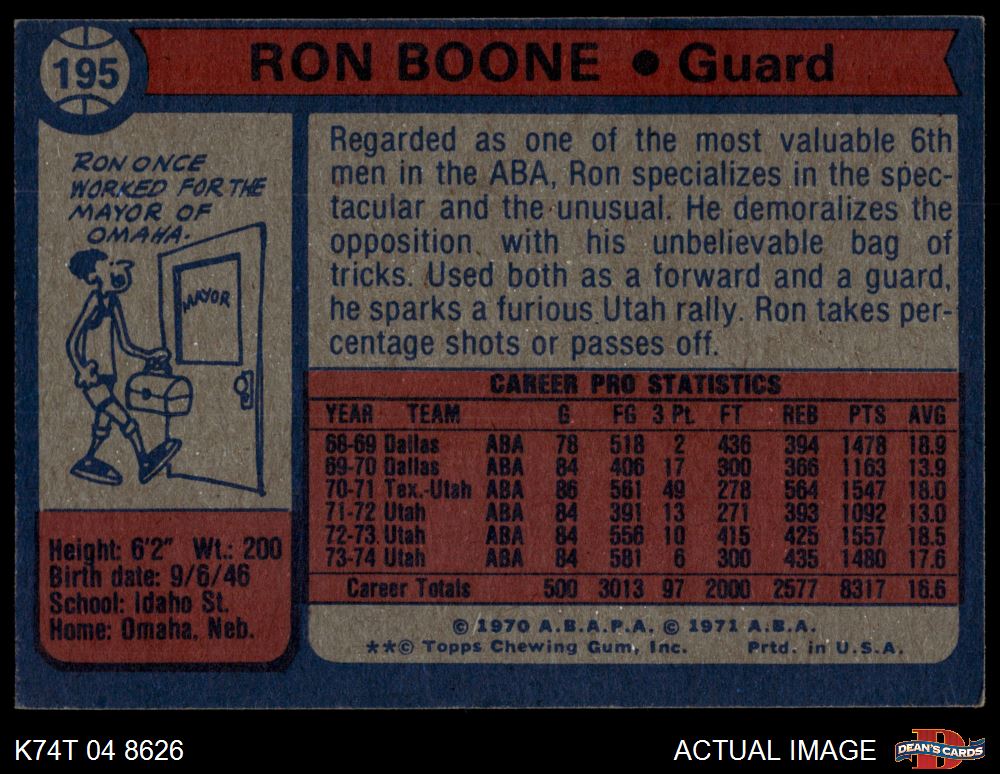 195
RON BOONE • Guard
RON ONCE
WORKED FOR THE
MAYOR OF
OMAHA.
MAYOR
Height: 6'2" Wt.: 200
Birth date: 9/6/46
School: Idaho St.
Home: Omaha, Neb.
Regarded as one of the most valuable 6th
men in the ABA, Ron specializes in the spec-
tacular and the unusual. He demoralizes the
opposition with his unbelievable bag of
tricks. Used both as a forward and a guard,
he sparks a furious Utah rally. Ron takes per-
centage shots or passes off.
CAREER PRO STATISTICS
YEAR TEAM G FG 3 Pt. FT REB PTS AVG
68-69 Dallas ABA 78 518 2 436 394 1478 18.9
69-70 Dallas ABA 84 406 17 300 366 1163 13.9
70-71 Tex.-Utah ABA 86 561 49 278 564 1547 18.0
71-72 Utah ABA 84 391 13 271 393 1092 13.0
72-73 Utah ABA 84 556 10 415 425 1557 18.5
73-74 Utah ABA 84 581 6 300 435 1480 17.6
Career Totals 500 3013 97 2000 2577 8317 16.6
© 1970 A.B.A.P.A. © 1971 A.B.A.
**© Topps Chewing Gum, Inc. Prtd. in U.S.A.
K74T 04 8626
ACTUAL IMAGE
DEAN'S CARDS